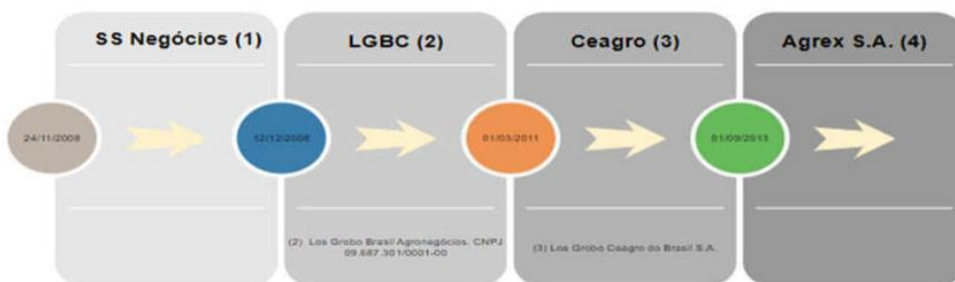 SS Negócios (1)
LGBC (2)
Ceagro (3)
Agrex S.A. (4)
24/11/2008
12/12/2008
01/03/2011
01/09/2013
(2) Los Grobo Brasil Agronegócios. CNPJ
09.687.301/0001-00
(3) Los Grobo Ceagro do Brasil S.A.